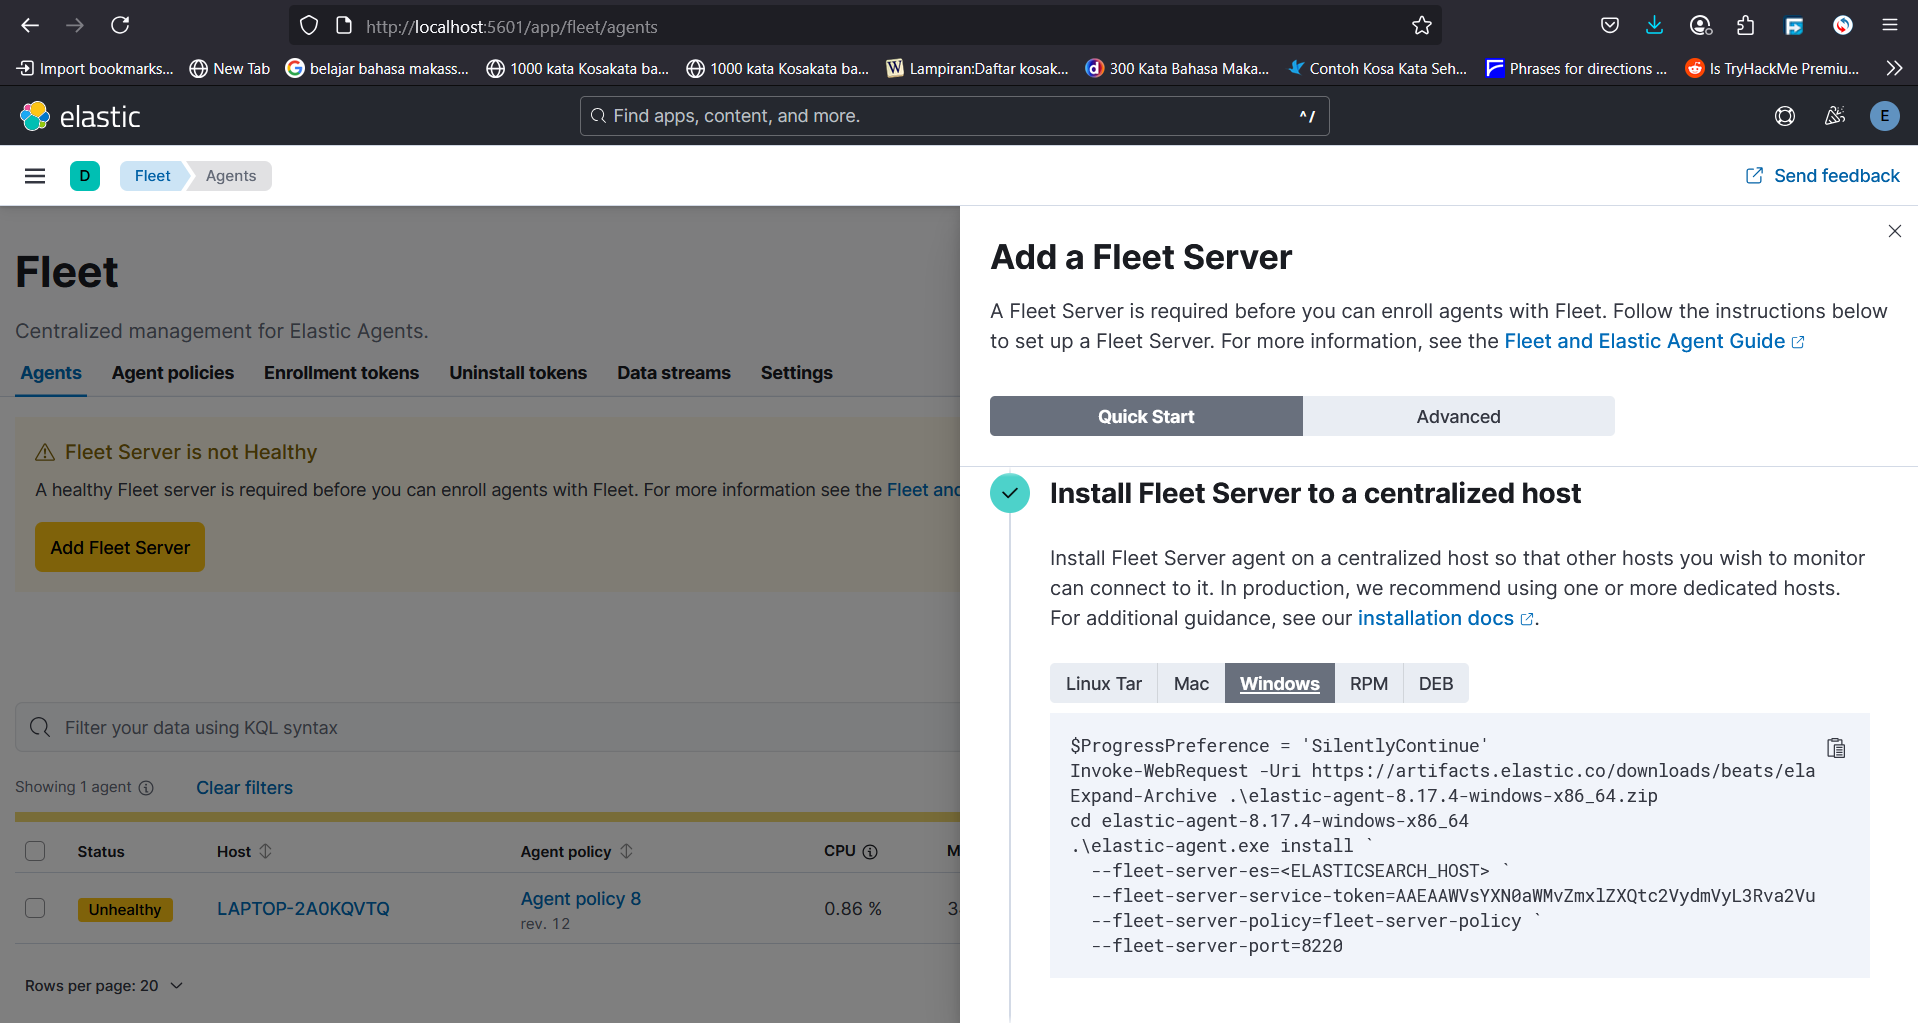 http://localhost:5601/app/fleet/agents
Import bookmarks...
New Tab
belajar bahasa makass...
1000 kata Kosakata ba...
1000 kata Kosakata ba...
Lampiran:Daftar kosak...
300 Kata Bahasa Maka...
Contoh Kosa Kata Seh...
Phrases for directions ...
Is TryHackMe Premiu...
elastic
Find apps, content, and more.
^/
E
D
Fleet
Agents
Send feedback
Fleet
Centralized management for Elastic Agents.
Agents
Agent policies
Enrollment tokens
Uninstall tokens
Data streams
Settings
Fleet Server is not Healthy
A healthy Fleet server is required before you can enroll agents with Fleet. For more information see the Fleet and
Add Fleet Server
Filter your data using KQL syntax
Showing 1 agent
Clear filters
Status
Host
Agent policy
CPU
M
Unhealthy
LAPTOP-2A0KQVTQ
Agent policy 8
rev. 12
0.86 %
3
Rows per page: 20
Add a Fleet Server
A Fleet Server is required before you can enroll agents with Fleet. Follow the instructions below
to set up a Fleet Server. For more information, see the Fleet and Elastic Agent Guide
Quick Start
Advanced
Install Fleet Server to a centralized host
Install Fleet Server agent on a centralized host so that other hosts you wish to monitor
can connect to it. In production, we recommend using one or more dedicated hosts.
For additional guidance, see our installation docs.
Linux Tar
Mac
Windows
RPM
DEB
$ProgressPreference = 'SilentlyContinue'
Invoke-WebRequest -Uri https://artifacts.elastic.co/downloads/beats/ela
Expand-Archive .\elastic-agent-8.17.4-windows-x86_64.zip
cd elastic-agent-8.17.4-windows-x86_64
.\elastic-agent.exe install `
--fleet-server-es=<ELASTICSEARCH_HOST> `
--fleet-server-service-token=AAEAAWVsYXN0aWMvZmxlZXQtc2VydmVyL3Rva2Vu
--fleet-server-policy=fleet-server-policy `
--fleet-server-port=8220